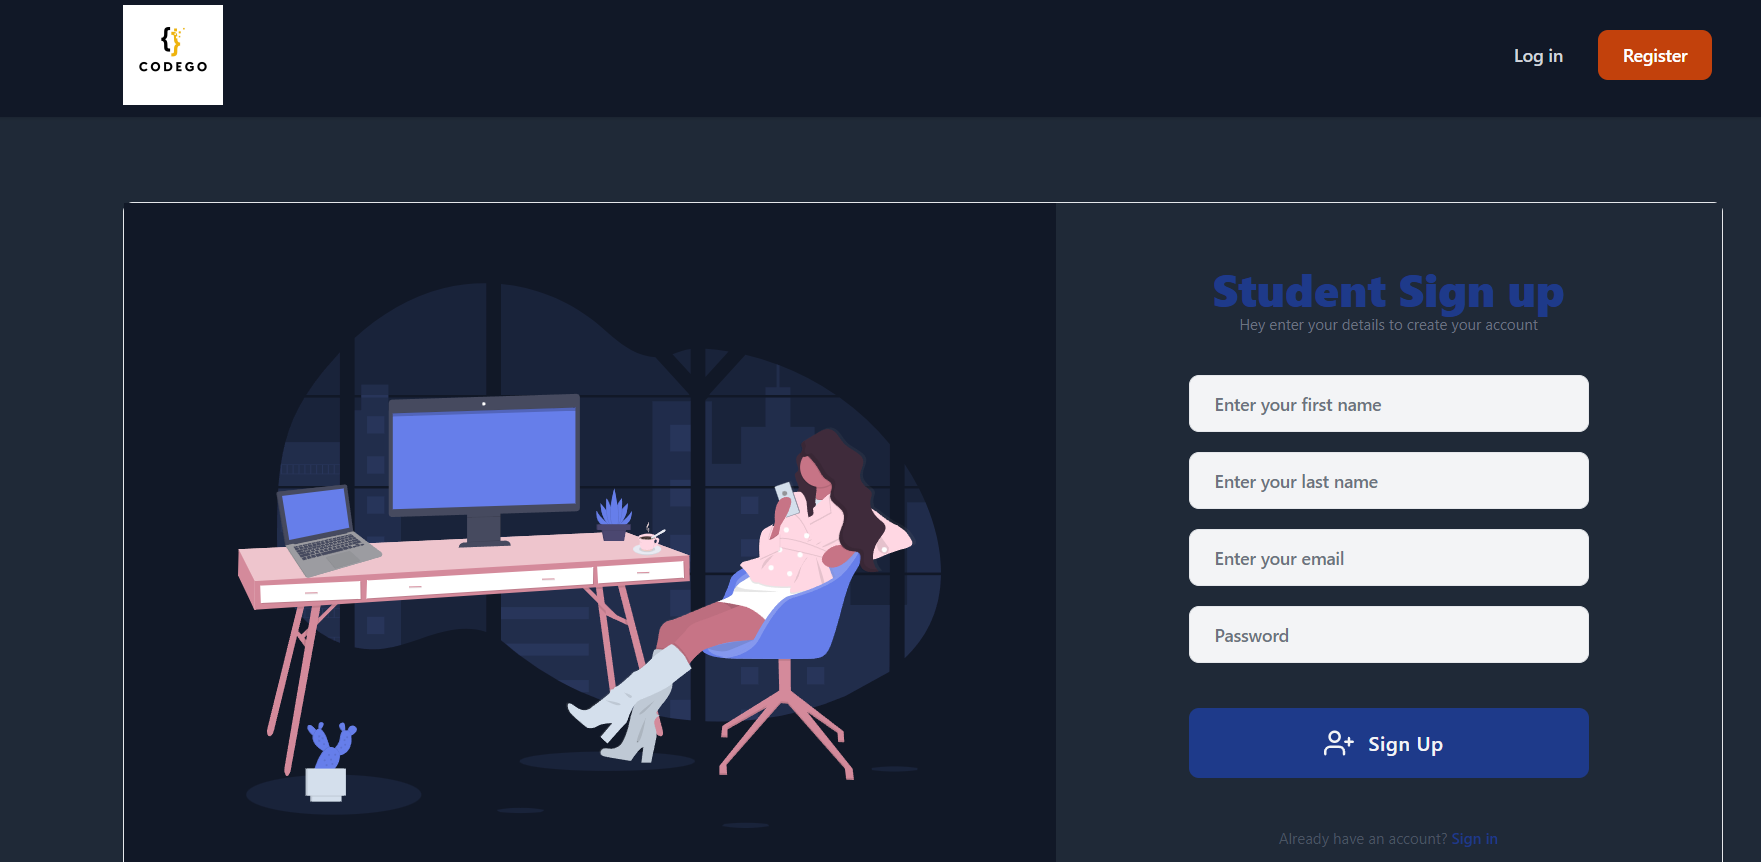 CODEGO
Log in
Register
Student Sign up
Hey enter your details to create your account
Enter your first name
Enter your last name
Enter your email
Password
Sign Up
Already have an account? Sign in